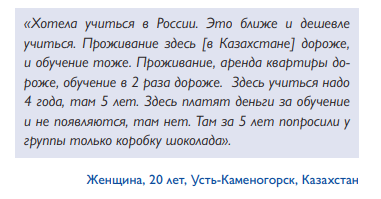 «Хотела учиться в России. Это ближе и дешевле
учиться. Проживание здесь [в Казахстане] дороже,
и обучение тоже. Проживание, аренда квартиры до-
роже, обучение в 2 раза дороже.  Здесь учиться надо
4 года, там 5 лет. Здесь платят деньги за обучение
и не появляются, там нет. Там за 5 лет попросили у
группы только коробку шоколада».
Женщина, 20 лет, Усть-Каменогорск, Казахстан